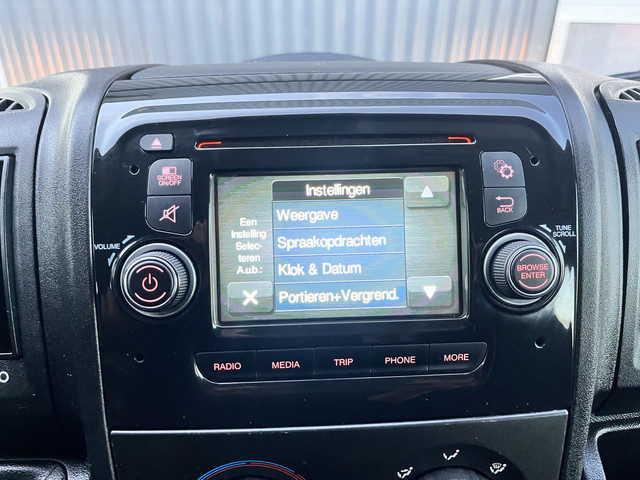 SCREEN
ON/OFF
VOLUME
Instellingen
Een
Instelling
Selec-
teren
A.u.b.:
Weergave
Spraakopdrachten
Klok & Datum
Portieren+Vergrend.
BACK
TUNE
SCROLL
BROWSE
ENTER
RADIO
MEDIA
TRIP
PHONE
MORE